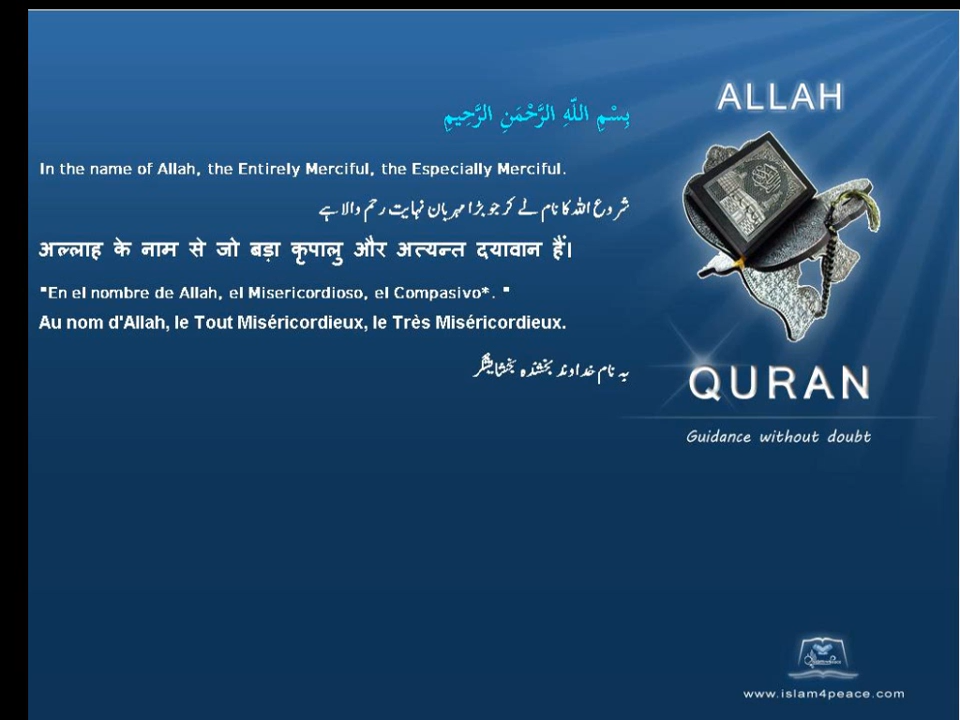 بِسْمِ اللَّهِ الرَّحْمَنِ الرَّحِيمِ
In the name of Allah, the Entirely Merciful, the Especially Merciful.
شروع اللہ کا نام لے کر جو بڑا مہربان نہایت رحم والا ہے
अल्लाह के नाम से जो बड़ा कृपालु और अत्यन्त दयावान हैं।
"En el nombre de Allah, el Misericordioso, el Compasivo*. "
Au nom d'Allah, le Tout Miséricordieux, le Très Miséricordieux.
به نام خداوند بخشنده بخشایشگر
ALLAH
QURAN
Guidance without doubt
www.islam4peace.com